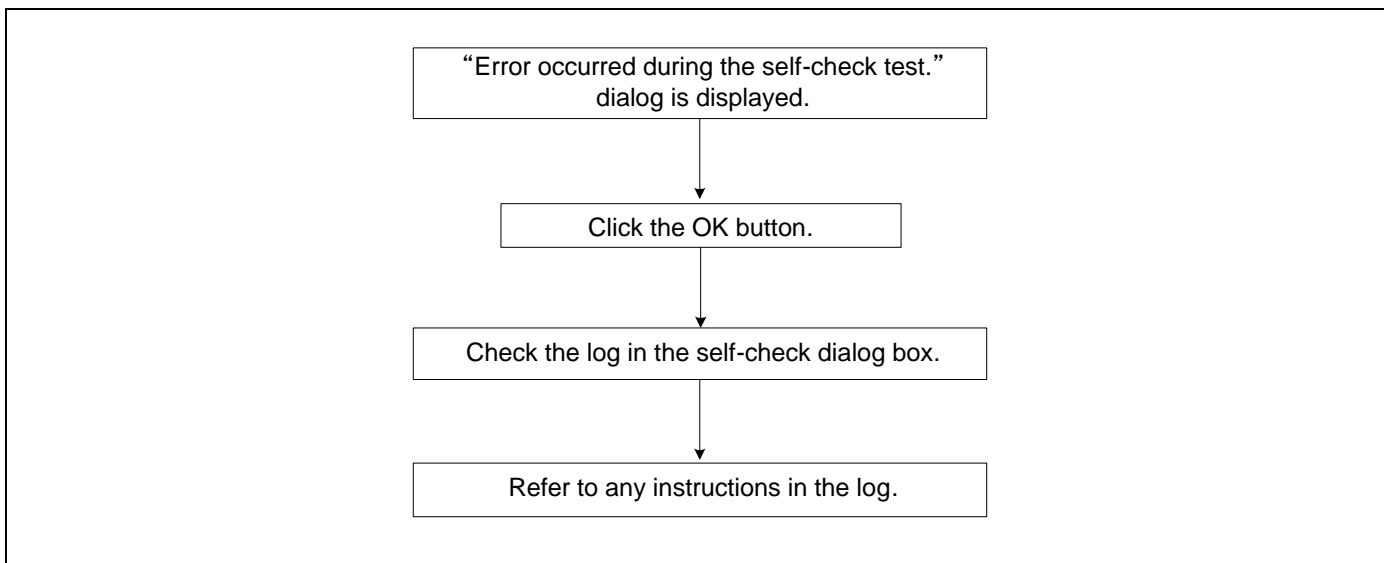 “Error occurred during the self-check test.”
dialog is displayed.
Click the OK button.
Check the log in the self-check dialog box.
Refer to any instructions in the log.